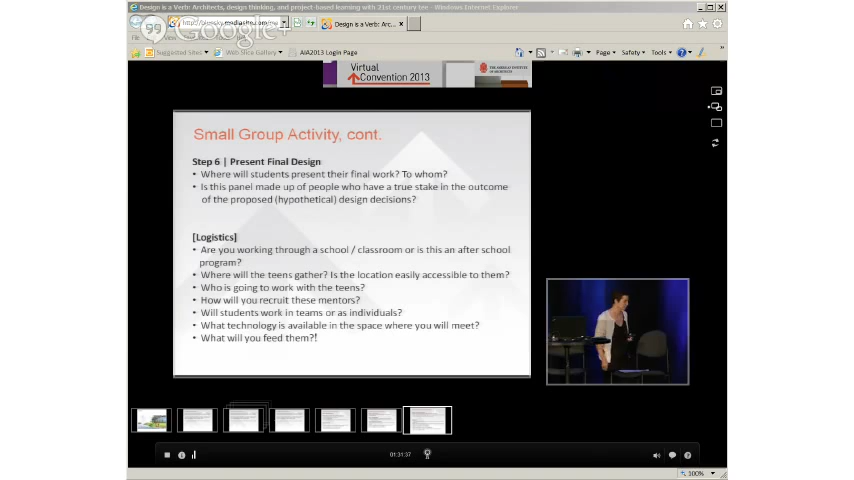 Design is a Verb: Architects, design thinking, and project-based learning with 21st century tee - Windows Internet Explorer
Google+
Design is a Verb: Arc...
Suggested Sites
Web Slice Gallery
AIA2013 Login Page
Page
Safety
Tools
Virtual
Convention 2013
THE AMERICAN INSTITUTE
OF ARCHITECTS
Small Group Activity, cont.
Step 6 | Present Final Design
• Where will students present their final work? To whom?
• Is this panel made up of people who have a true stake in the outcome
of the proposed (hypothetical) design decisions?
[Logistics]
• Are you working through a school / classroom or is this an after school
program?
• Where will the teens gather? Is the location easily accessible to them?
• Who is going to work with the teens?
• How will you recruit these mentors?
• Will students work in teams or as individuals?
• What technology is available in the space where you will meet?
• What will you feed them?!
01:31:37
100%